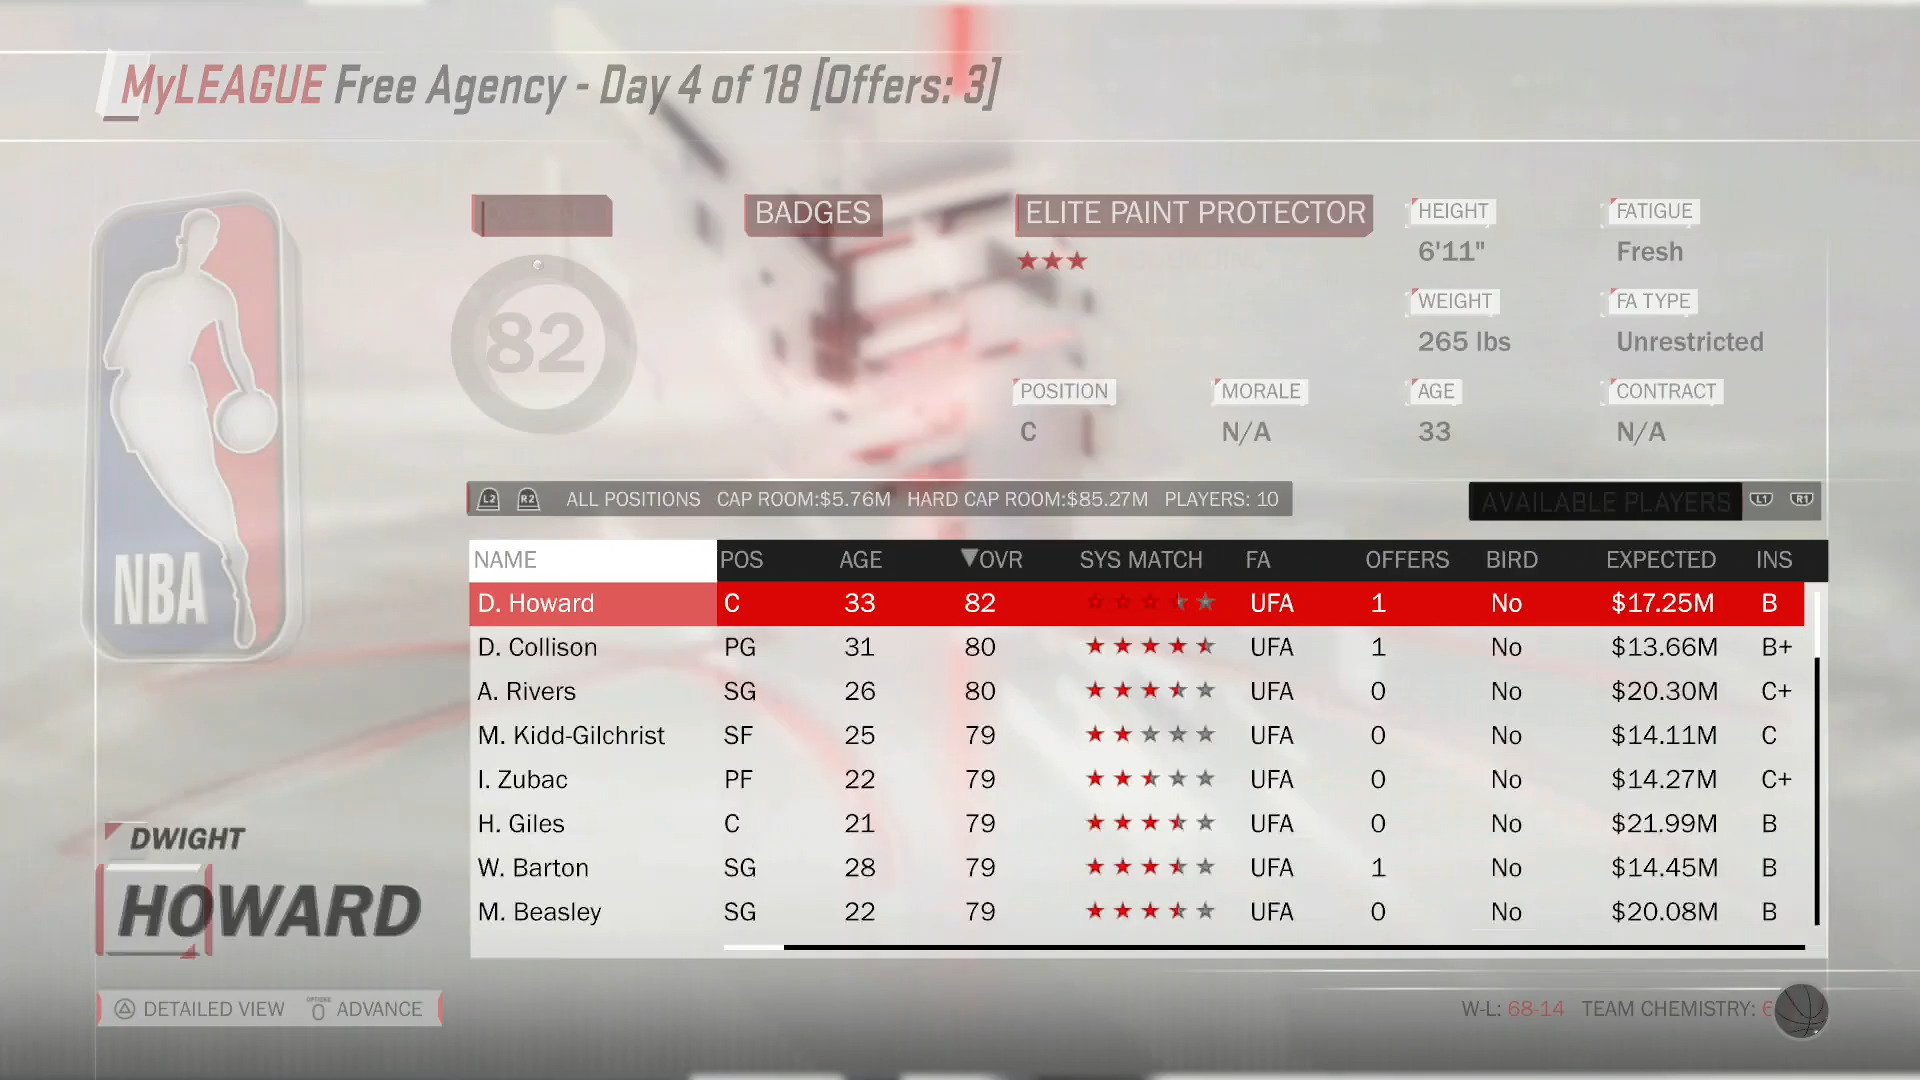 MyLEAGUE Free Agency - Day 4 of 18 [Offers: 3]
BADGES
ELITE PAINT PROTECTOR
HEIGHT
6'11"
FATIGUE
Fresh
82
WEIGHT
265 lbs
FA TYPE
Unrestricted
POSITION
C
MORALE
N/A
AGE
33
CONTRACT
N/A
NBA
L2 R2 ALL POSITIONS CAP ROOM:$5.76M HARD CAP ROOM:$85.27M PLAYERS: 10
AVAILABLE PLAYERS L1 R1
NAME POS AGE OVR SYS MATCH FA OFFERS BIRD EXPECTED INS
D. Howard C 33 82 UFA 1 No $17.25M B
D. Collison PG 31 80 UFA 1 No $13.66M B+
A. Rivers SG 26 80 UFA 0 No $20.30M C+
M. Kidd-Gilchrist SF 25 79 UFA 0 No $14.11M C
I. Zubac PF 22 79 UFA 0 No $14.27M C+
H. Giles C 21 79 UFA 0 No $21.99M B
W. Barton SG 28 79 UFA 1 No $14.45M B
M. Beasley SG 22 79 UFA 0 No $20.08M B
DWIGHT
HOWARD
DETAILED VIEW OPTIONS ADVANCE
W-L: 68-14 TEAM CHEMISTRY: 6